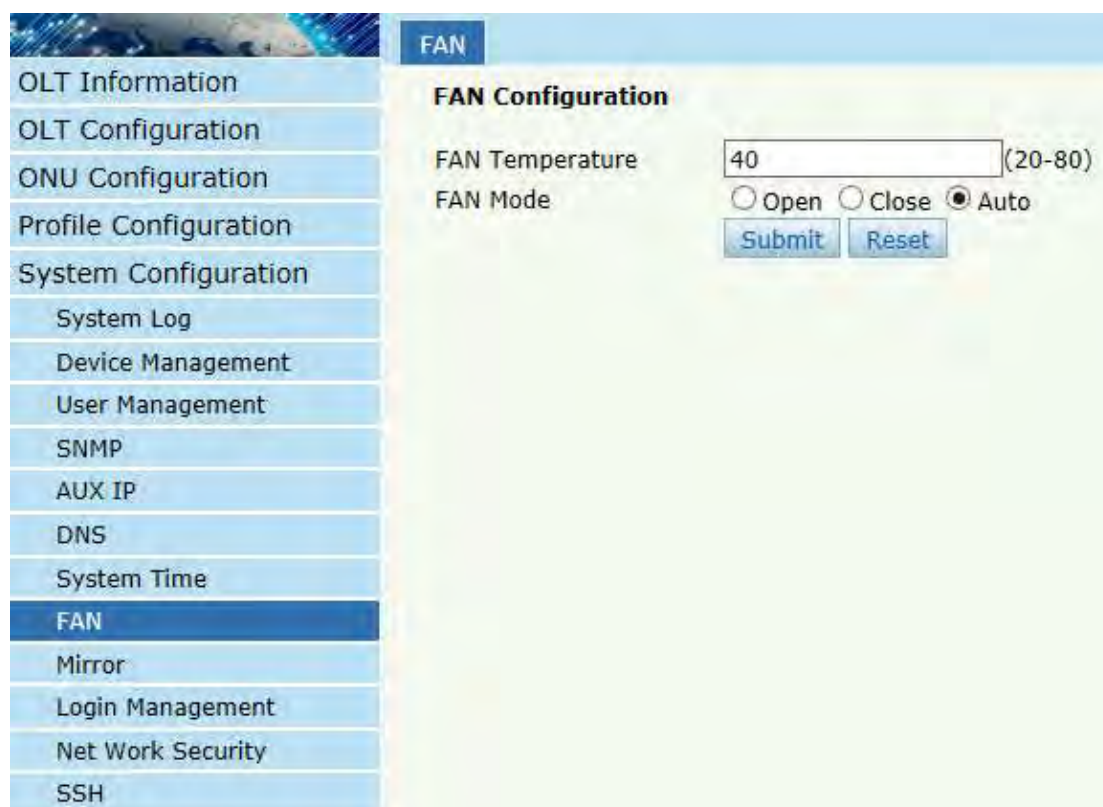 OLT Information
OLT Configuration
ONU Configuration
Profile Configuration
System Configuration
System Log
Device Management
User Management
SNMP
AUX IP
DNS
System Time
FAN
Mirror
Login Management
Net Work Security
SSH
FAN
FAN Configuration
FAN Temperature 40 (20-80)
FAN Mode Open Close Auto
Submit Reset